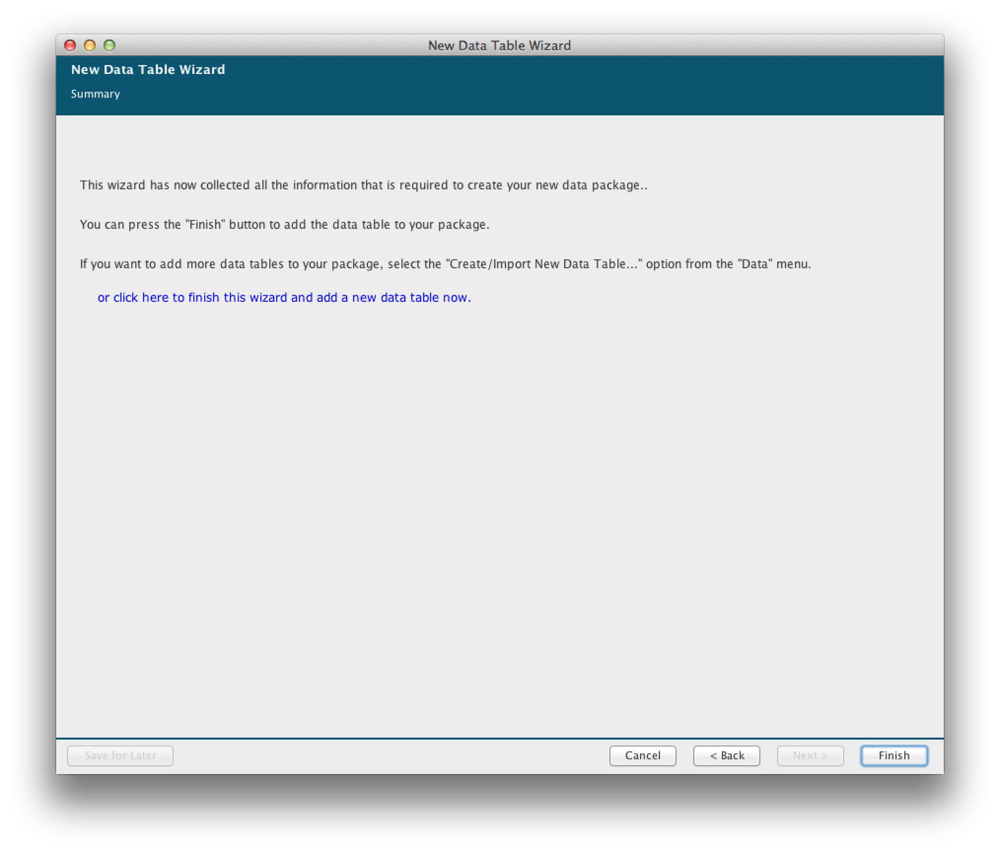 New Data Table Wizard
New Data Table Wizard
Summary
This wizard has now collected all the information that is required to create your new data package..
You can press the "Finish" button to add the data table to your package.
If you want to add more data tables to your package, select the "Create/Import New Data Table..." option from the "Data" menu.
or click here to finish this wizard and add a new data table now.
Save for Later Cancel < Back Next > Finish